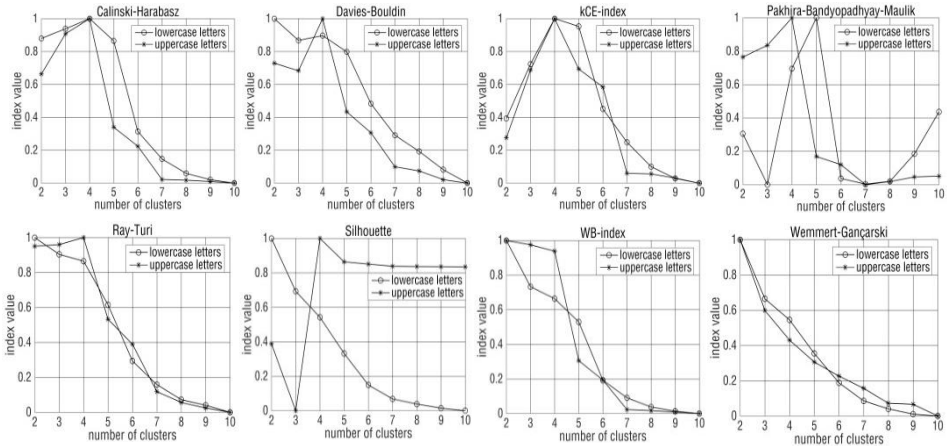 Calinski-Harabasz
lowercase letters
uppercase letters
index value
1
0.8
0.6
0.4
0.2
0
2 3 4 5 6 7 8 9 10
number of clusters
Davies-Bouldin
lowercase letters
uppercase letters
index value
1
0.8
0.6
0.4
0.2
0
2 3 4 5 6 7 8 9 10
number of clusters
kCE-index
lowercase letters
uppercase letters
index value
1
0.8
0.6
0.4
0.2
0
2 3 4 5 6 7 8 9 10
number of clusters
Pakhira-Bandyopadhyay-Maulik
lowercase letters
uppercase letters
index value
1
0.8
0.6
0.4
0.2
0
2 3 4 5 6 7 8 9 10
number of clusters
Ray-Turi
lowercase letters
uppercase letters
index value
1
0.8
0.6
0.4
0.2
0
2 3 4 5 6 7 8 9 10
number of clusters
Silhouette
lowercase letters
uppercase letters
index value
1
0.8
0.6
0.4
0.2
0
2 3 4 5 6 7 8 9 10
number of clusters
WB-index
lowercase letters
uppercase letters
index value
1
0.8
0.6
0.4
0.2
0
2 3 4 5 6 7 8 9 10
number of clusters
Wemmert-Gançarski
lowercase letters
uppercase letters
index value
1
0.8
0.6
0.4
0.2
0
2 3 4 5 6 7 8 9 10
number of clusters